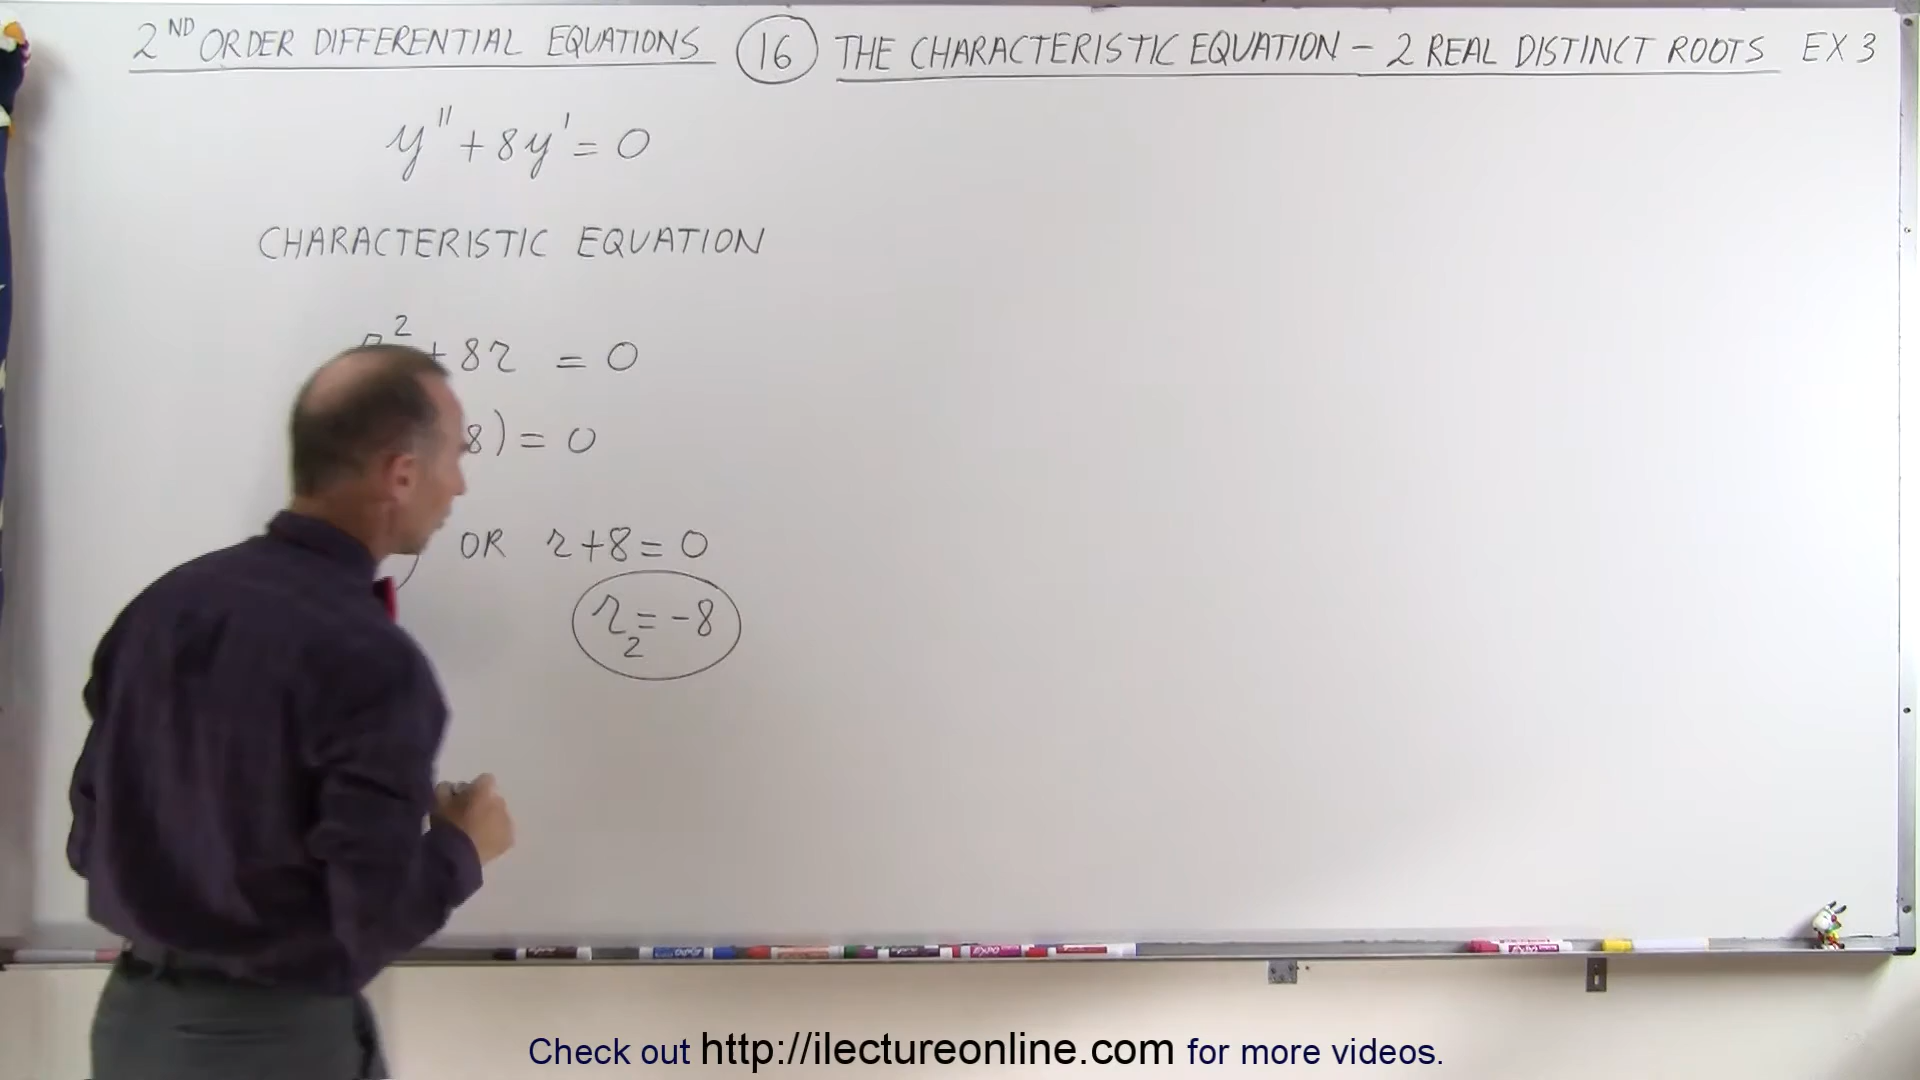 2ND ORDER DIFFERENTIAL EQUATIONS 16 THE CHARACTERISTIC EQUATION - 2 REAL DISTINCT ROOTS EX 3
y" + 8y' = 0
CHARACTERISTIC EQUATION
r² + 8r = 0
8) = 0
OR r+8=0
r₂ = -8
Check out http://ilectureonline.com for more videos.